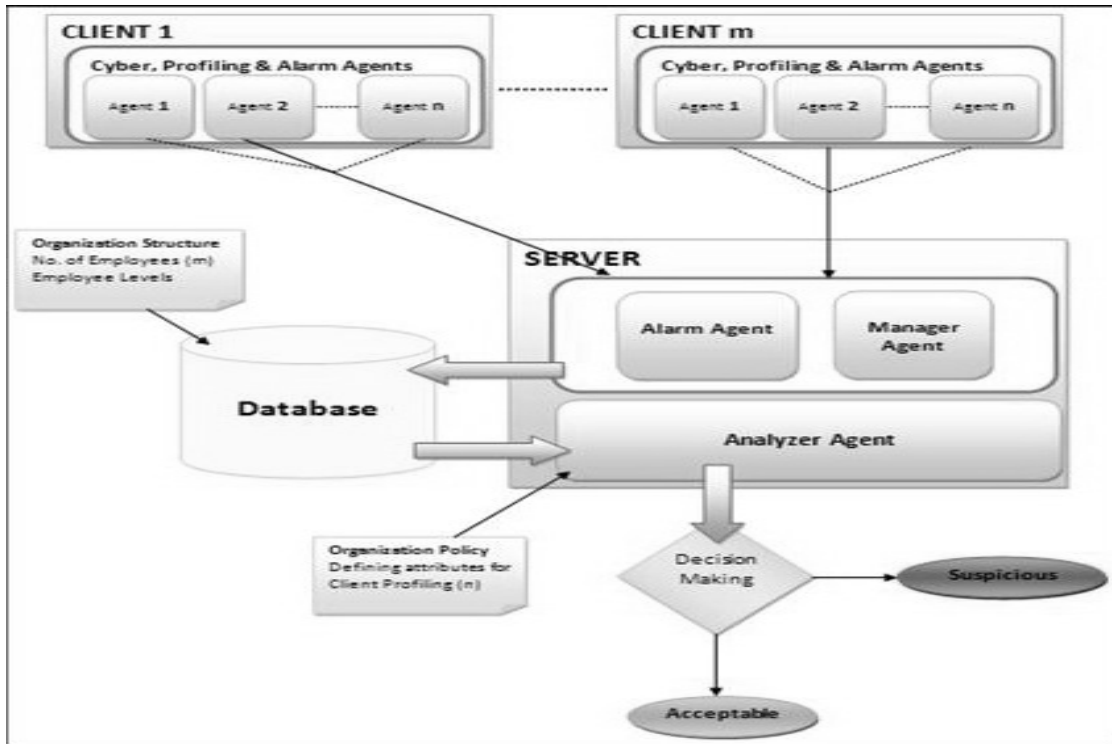 CLIENT 1
Cyber, Profiling & Alarm Agents
Agent 1
Agent 2
Agent n
CLIENT m
Cyber, Profiling & Alarm Agents
Agent 1
Agent 2
Agent n
Organization Structure
No. of Employees (m)
Employee Levels
SERVER
Alarm Agent
Manager
Agent
Database
Analyzer Agent
Organization Policy
Defining attributes for
Client Profiling (n)
Decision
Making
Suspicious
Acceptable